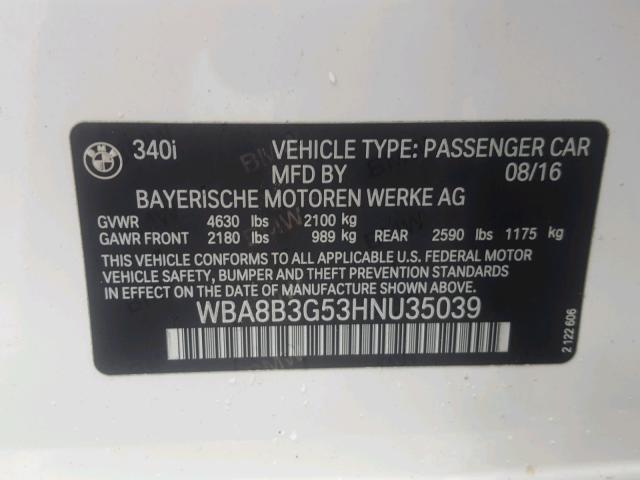 BMW 340i VEHICLE TYPE: PASSENGER CAR
MFD BY 08/16
BAYERISCHE MOTOREN WERKE AG
GVWR 4630 lbs 2100 kg
GAWR FRONT 2180 lbs 989 kg REAR 2590 lbs 1175 kg
THIS VEHICLE CONFORMS TO ALL APPLICABLE U.S. FEDERAL MOTOR
VEHICLE SAFETY, BUMPER AND THEFT PREVENTION STANDARDS
IN EFFECT ON THE DATE OF MANUFACTURE SHOWN ABOVE.
WBA8B3G53HNU35039
2 122 606